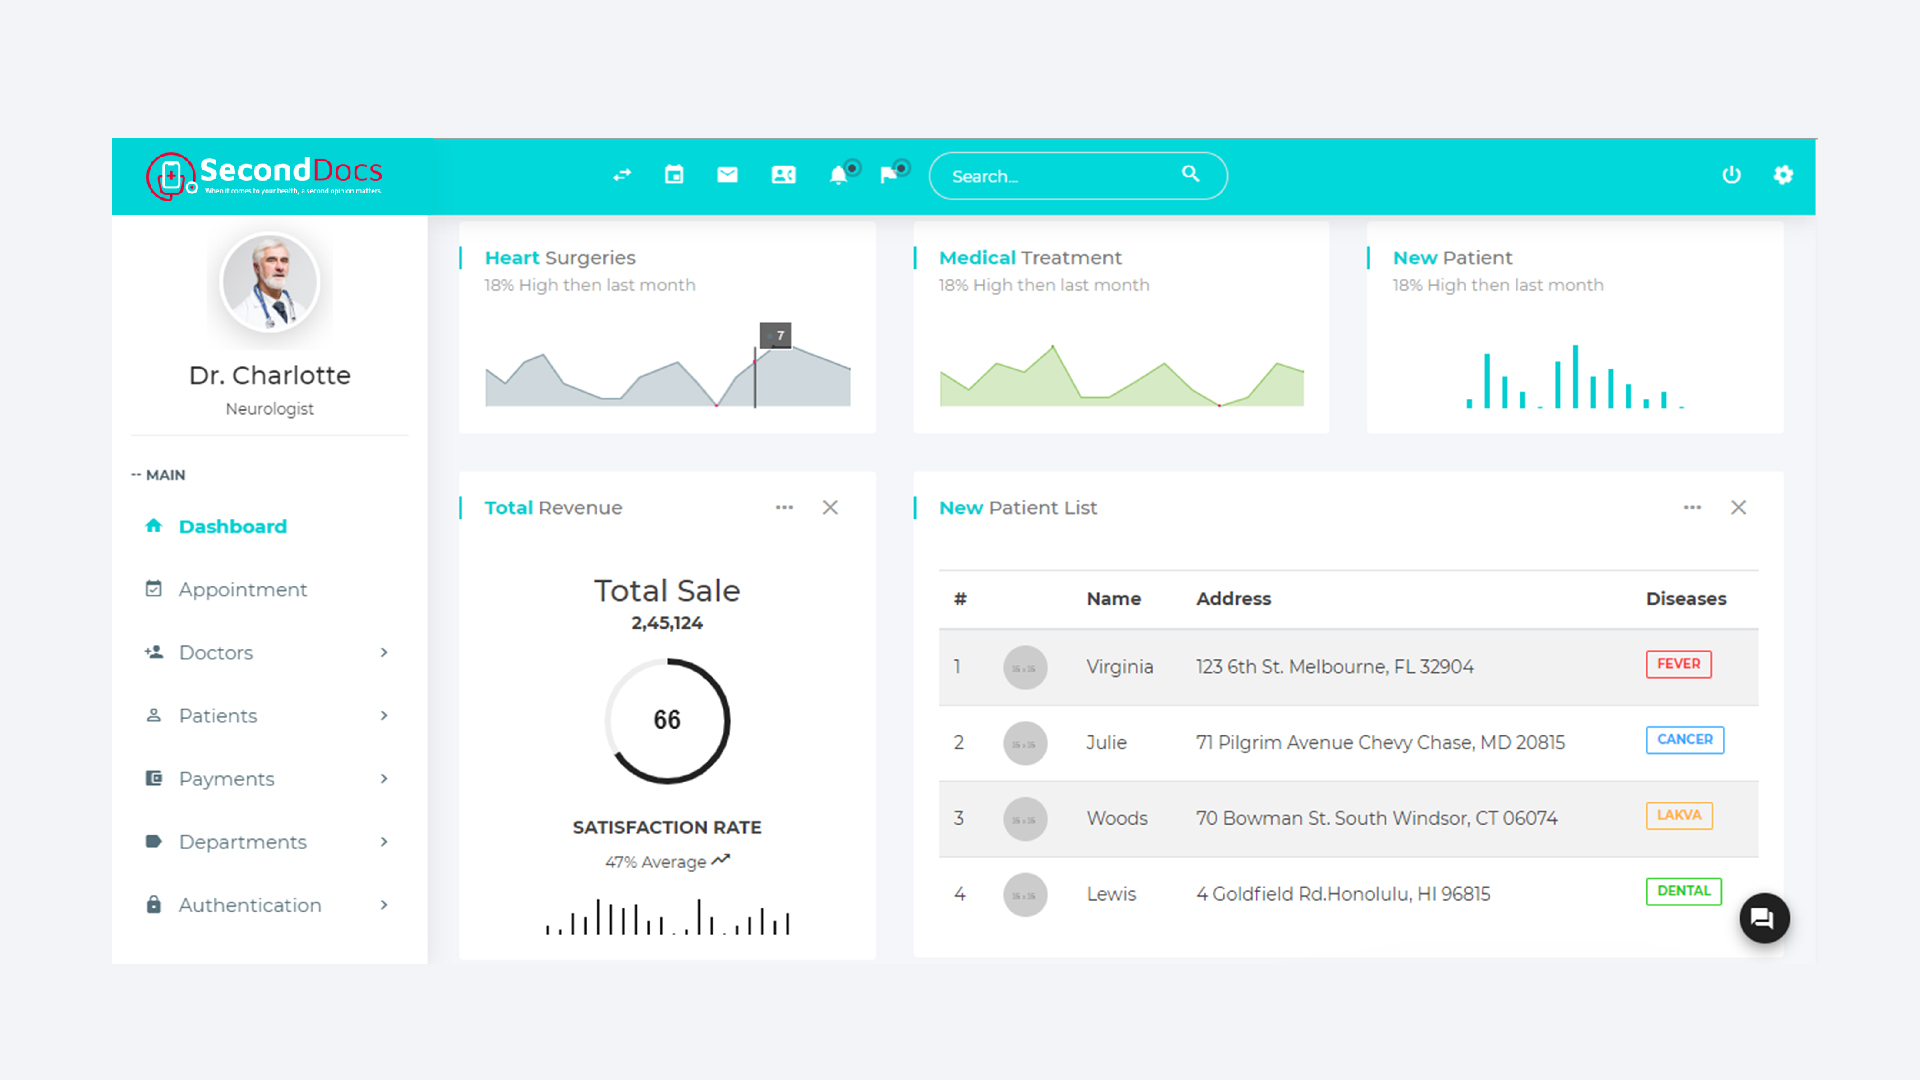 SecondDocs
When it comes to your health, a second opinion matters.
Search...
Dr. Charlotte
Neurologist
-- MAIN
Dashboard
Appointment
Doctors
Patients
Payments
Departments
Authentication
Heart Surgeries
18% High then last month
7
Medical Treatment
18% High then last month
New Patient
18% High then last month
Total Revenue
Total Sale
2,45,124
66
SATISFACTION RATE
47% Average
New Patient List
# Name Address Diseases
1 Virginia 123 6th St. Melbourne, FL 32904 FEVER
2 Julie 71 Pilgrim Avenue Chevy Chase, MD 20815 CANCER
3 Woods 70 Bowman St. South Windsor, CT 06074 LAKVA
4 Lewis 4 Goldfield Rd.Honolulu, HI 96815 DENTAL